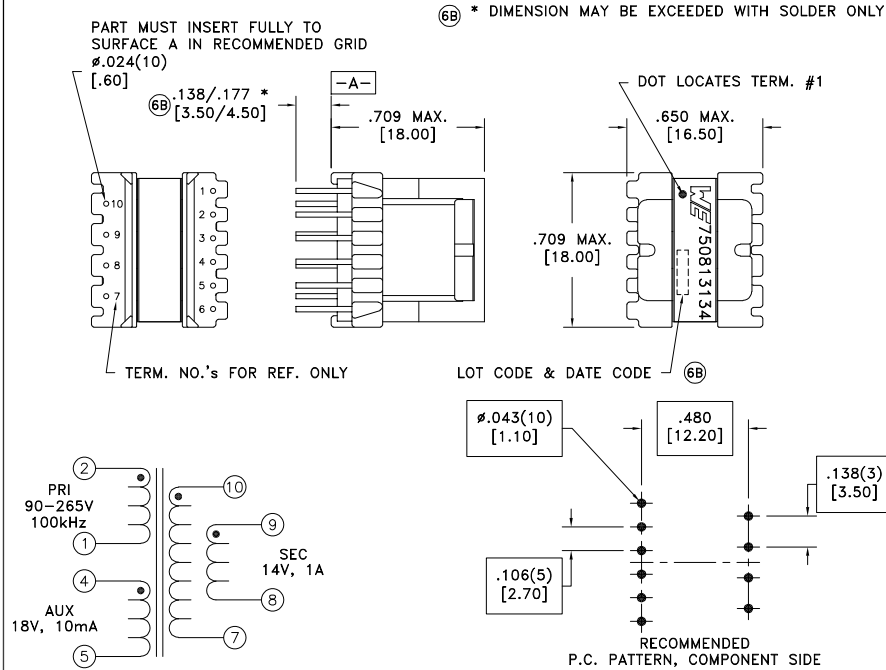 6B * DIMENSION MAY BE EXCEEDED WITH SOLDER ONLY
PART MUST INSERT FULLY TO
SURFACE A IN RECOMMENDED GRID
ø.024(10)
[.60]
-A-
6B .138/.177 *
[3.50/4.50]
.709 MAX.
[18.00]
DOT LOCATES TERM. #1
.650 MAX.
[16.50]
10
9
8
7
1
2
3
4
5
6
.709 MAX.
[18.00]
WE 750813134
TERM. NO.'s FOR REF. ONLY
LOT CODE & DATE CODE 6B
ø.043(10)
[1.10]
.480
[12.20]
.138(3)
[3.50]
.106(5)
[2.70]
2
PRI
90-265V
100kHz
1
4
AUX
18V, 10mA
5
10
9
SEC
14V, 1A
8
7
RECOMMENDED
P.C. PATTERN, COMPONENT SIDE